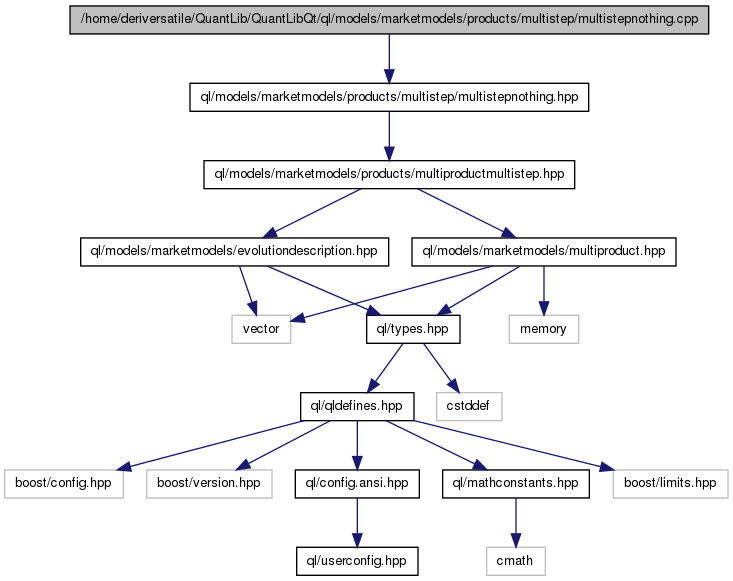 /home/deriversatile/QuantLib/QuantLibQt/ql/models/marketmodels/products/multistep/multistepnothing.cpp
ql/models/marketmodels/products/multistep/multistepnothing.hpp
ql/models/marketmodels/products/multiproductmultistep.hpp
ql/models/marketmodels/evolutiondescription.hpp
ql/models/marketmodels/multiproduct.hpp
vector
ql/types.hpp
memory
ql/qldefines.hpp
cstddef
boost/config.hpp
boost/version.hpp
ql/config.ansi.hpp
ql/mathconstants.hpp
boost/limits.hpp
ql/userconfig.hpp
cmath